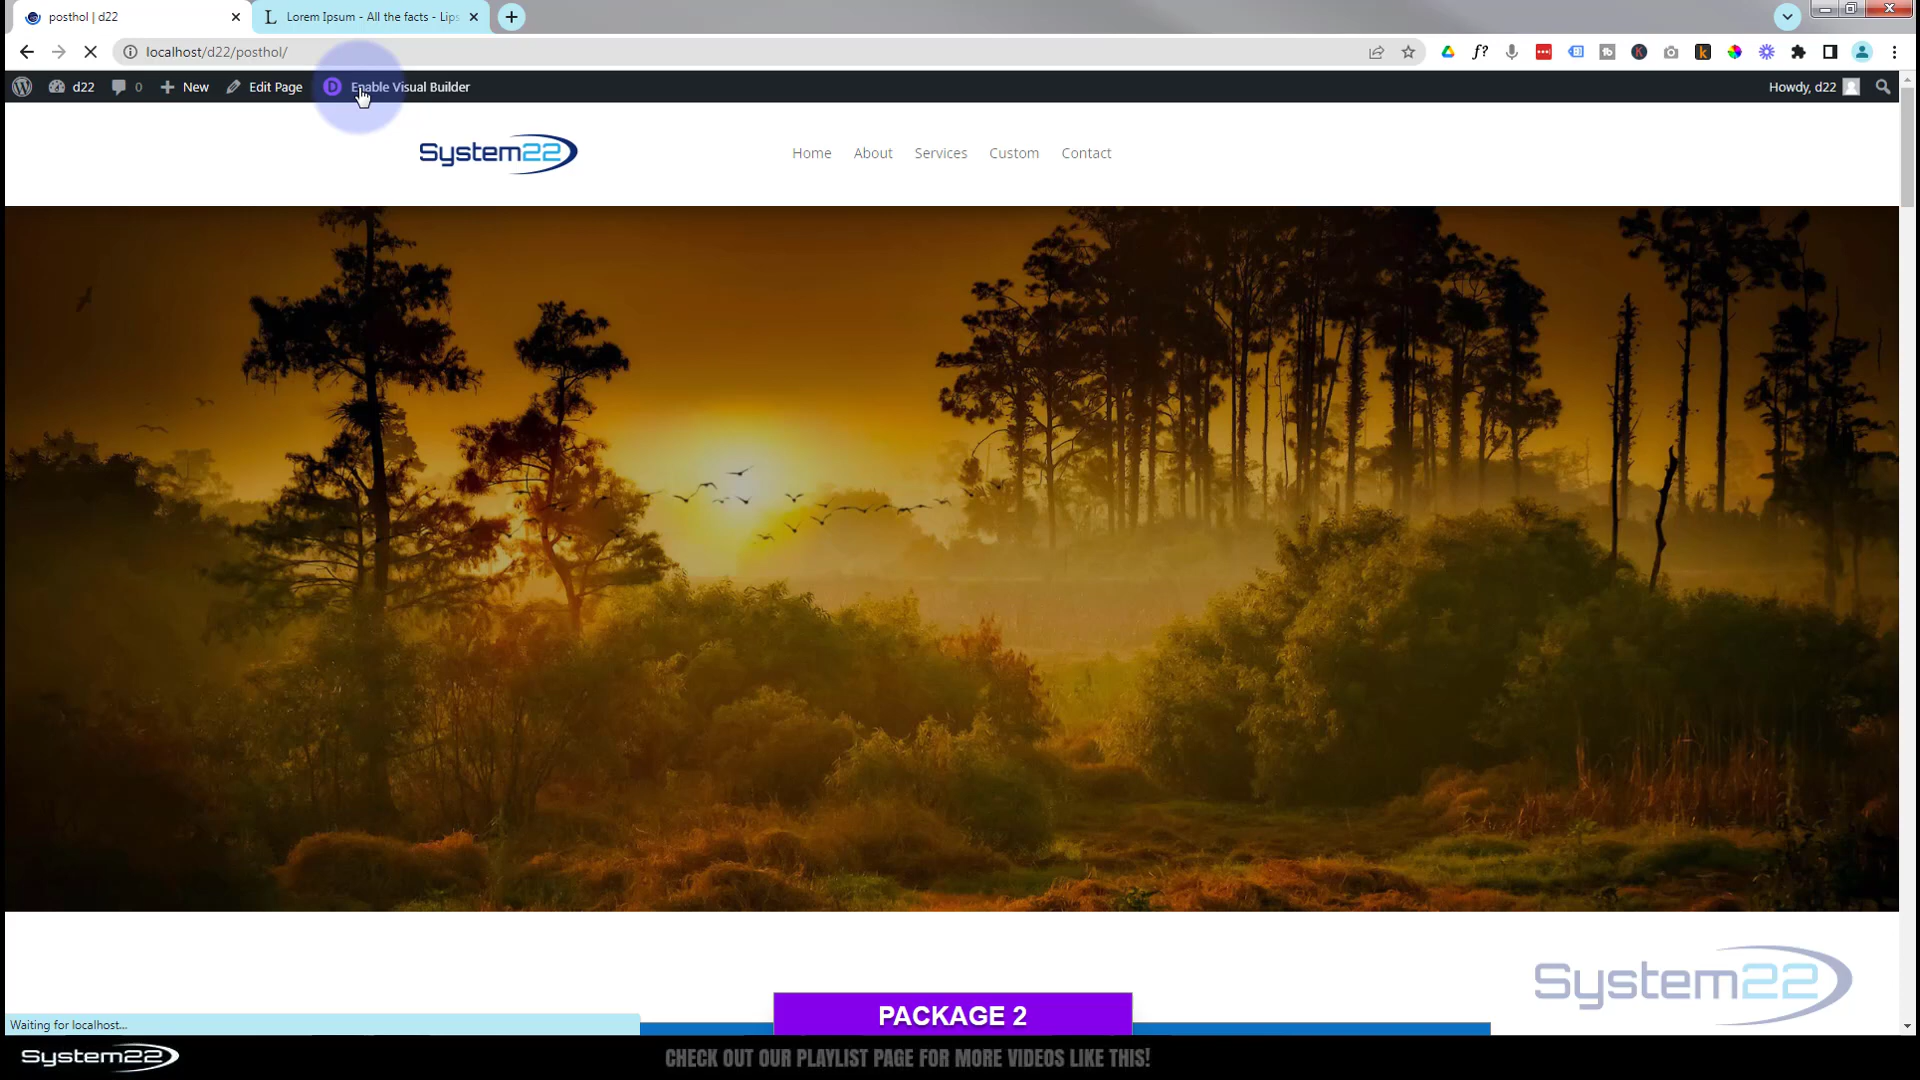 posthol | d22
Lorem Ipsum - All the facts - Lips
localhost/d22/posthol/
d22
0
New
Edit Page
Enable Visual Builder
Howdy, d22
System22
Home
About
Services
Custom
Contact
System22
PACKAGE 2
Waiting for localhost...
System22
CHECK OUT OUR PLAYLIST PAGE FOR MORE VIDEOS LIKE THIS!